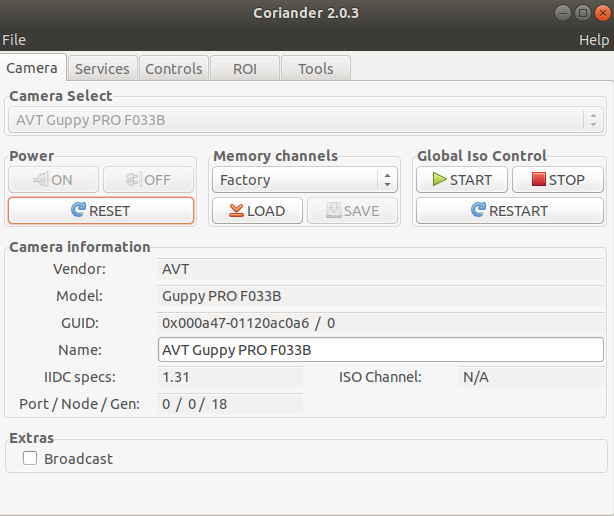 Coriander 2.0.3
File Help
Camera Services Controls ROI Tools
Camera Select
AVT Guppy PRO F033B
Power Memory channels Global Iso Control
ON OFF Factory START STOP
RESET LOAD SAVE RESTART
Camera information
Vendor: AVT
Model: Guppy PRO F033B
GUID: 0x000a47-01120ac0a6 / 0
Name: AVT Guppy PRO F033B
IIDC specs: 1.31 ISO Channel: N/A
Port / Node / Gen: 0 / 0 / 18
Extras
Broadcast